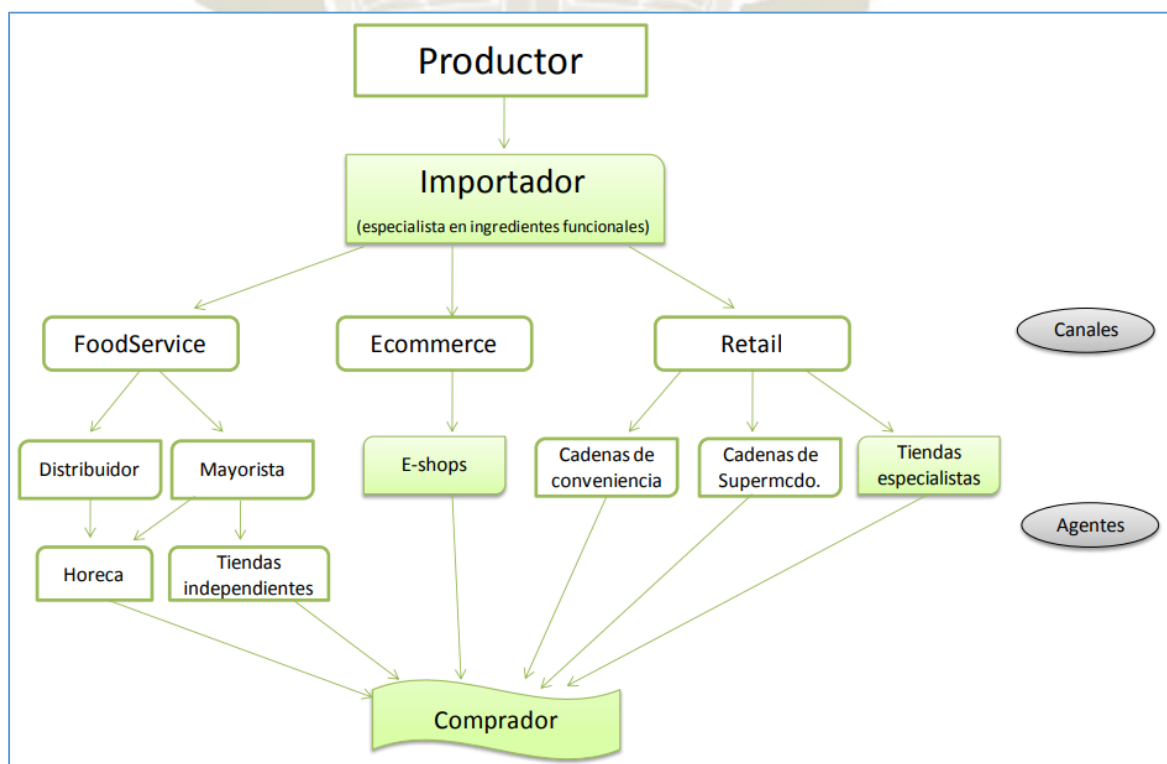 Productor
Importador
(especialista en ingredientes funcionales)
FoodService
Ecommerce
Retail
Canales
Distribuidor
Mayorista
E-shops
Cadenas de
conveniencia
Cadenas de
Supermcdo.
Tiendas
especialistas
Agentes
Horeca
Tiendas
independientes
Comprador